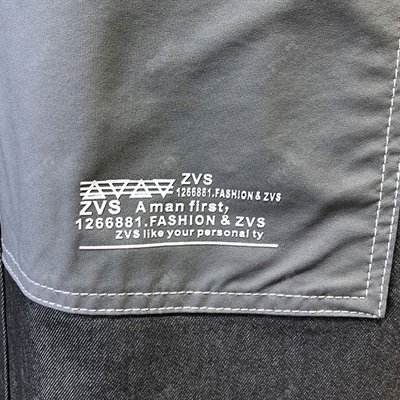 ZVS
1266881.FASHION & ZVS
ZVS A man first,
1266881.FASHION & ZVS
ZVS like your personal ty